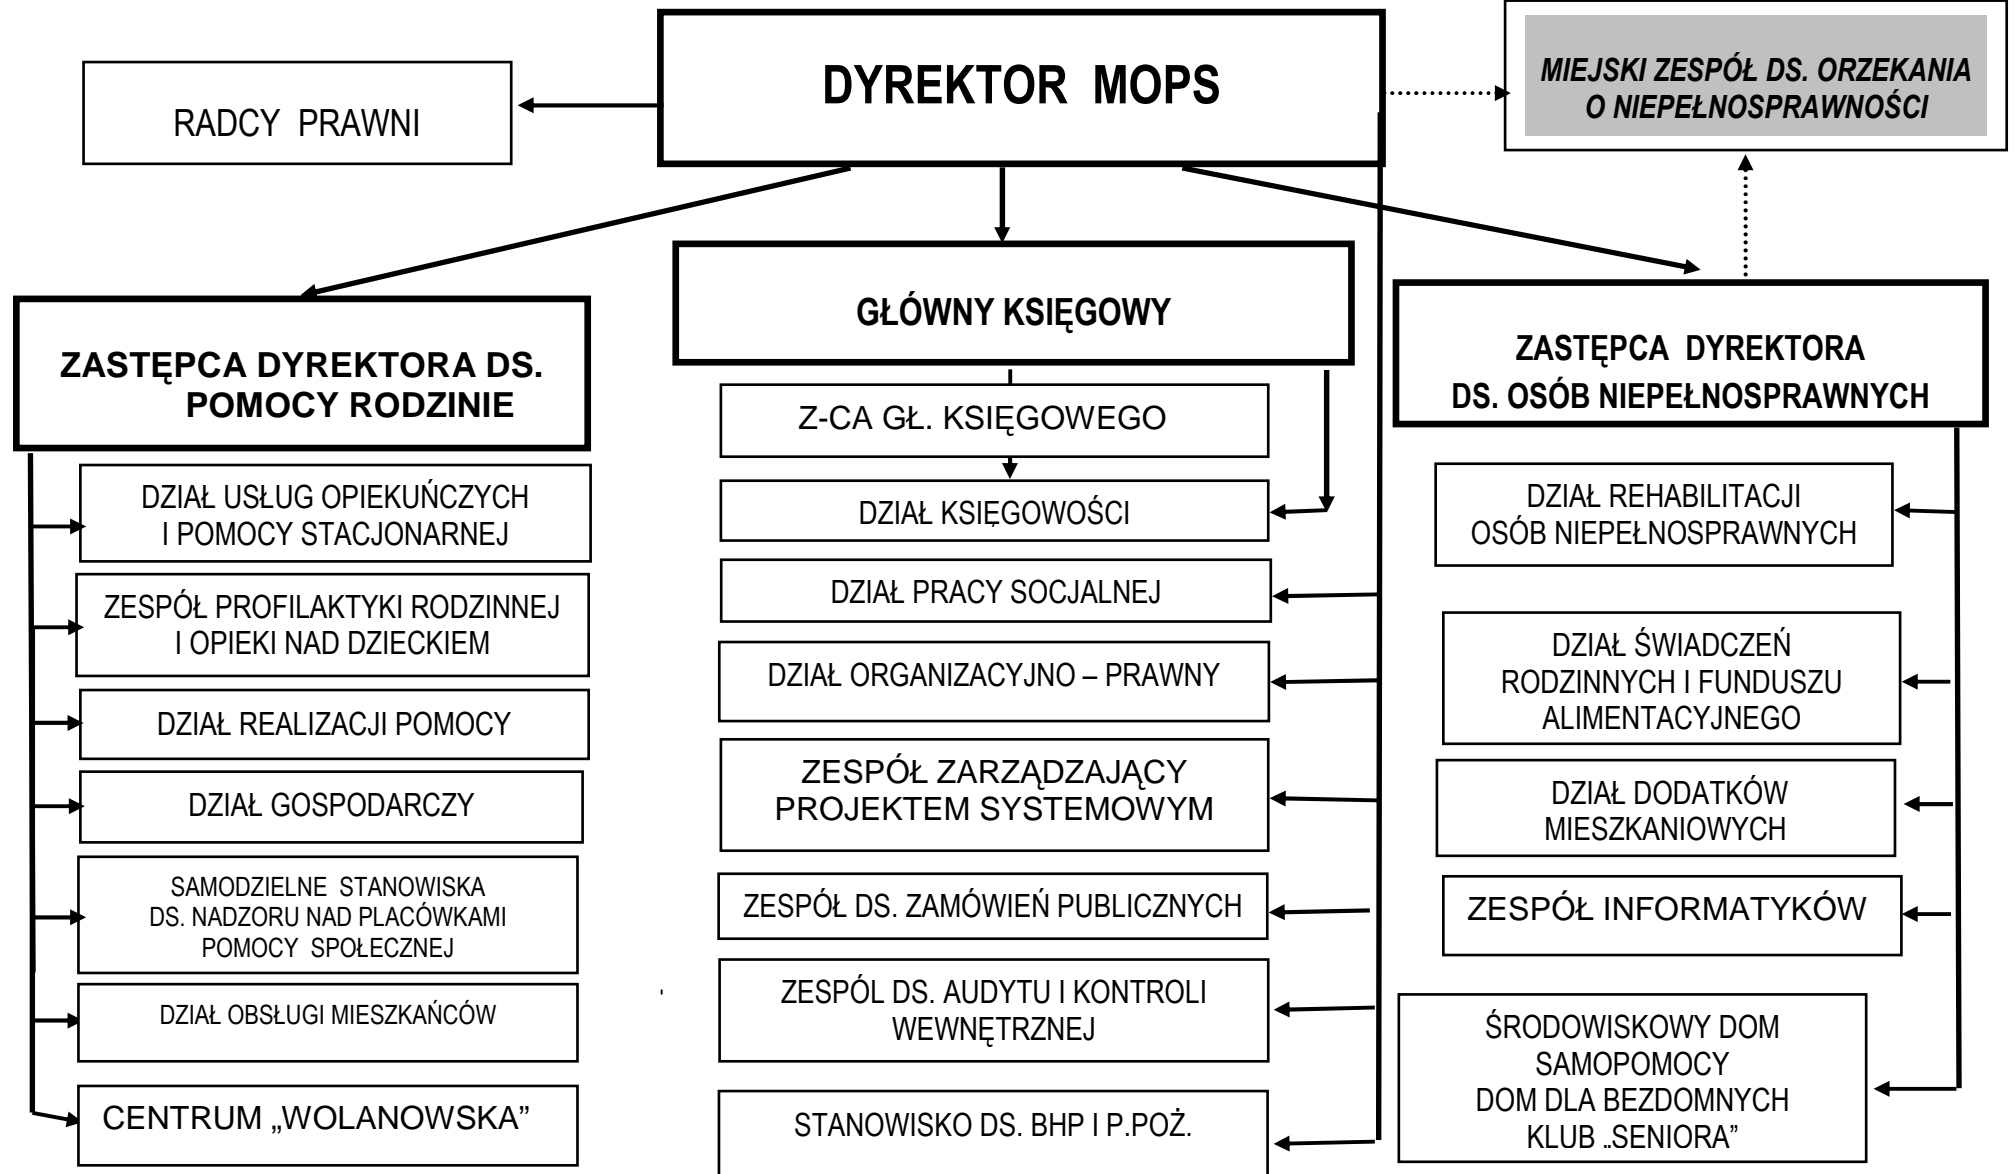 DYREKTOR MOPS
MIEJSKI ZESPÓŁ DS. ORZEKANIA
O NIEPEŁNOSPRAWNOŚCI
RADCY PRAWNI
ZASTĘPCA DYREKTORA DS.
POMOCY RODZINIE
DZIAŁ USŁUG OPIEKUŃCZYCH
I POMOCY STACJONARNEJ
ZESPÓŁ PROFILAKTYKI RODZINNEJ
I OPIEKI NAD DZIECKIEM
DZIAŁ REALIZACJI POMOCY
DZIAŁ GOSPODARCZY
SAMODZIELNE STANOWISKA
DS. NADZORU NAD PLACÓWKAMI
POMOCY SPOŁECZNEJ
DZIAŁ OBSŁUGI MIESZKAŃCÓW
CENTRUM „WOLANOWSKA”
GŁÓWNY KSIĘGOWY
Z-CA GŁ. KSIĘGOWEGO
DZIAŁ KSIĘGOWOŚCI
DZIAŁ PRACY SOCJALNEJ
DZIAŁ ORGANIZACYJNO – PRAWNY
ZESPÓŁ ZARZĄDZAJĄCY
PROJEKTEM SYSTEMOWYM
ZESPÓŁ DS. ZAMÓWIEŃ PUBLICZNYCH
ZESPÓL DS. AUDYTU I KONTROLI
WEWNĘTRZNEJ
STANOWISKO DS. BHP I P.POŻ.
ZASTĘPCA DYREKTORA
DS. OSÓB NIEPEŁNOSPRAWNYCH
DZIAŁ REHABILITACJI
OSÓB NIEPEŁNOSPRAWNYCH
DZIAŁ ŚWIADCZEŃ
RODZINNYCH I FUNDUSZU
ALIMENTACYJNEGO
DZIAŁ DODATKÓW
MIESZKANIOWYCH
ZESPÓŁ INFORMATYKÓW
ŚRODOWISKOWY DOM
SAMOPOMOCY
DOM DLA BEZDOMNYCH
KLUB „SENIORA”